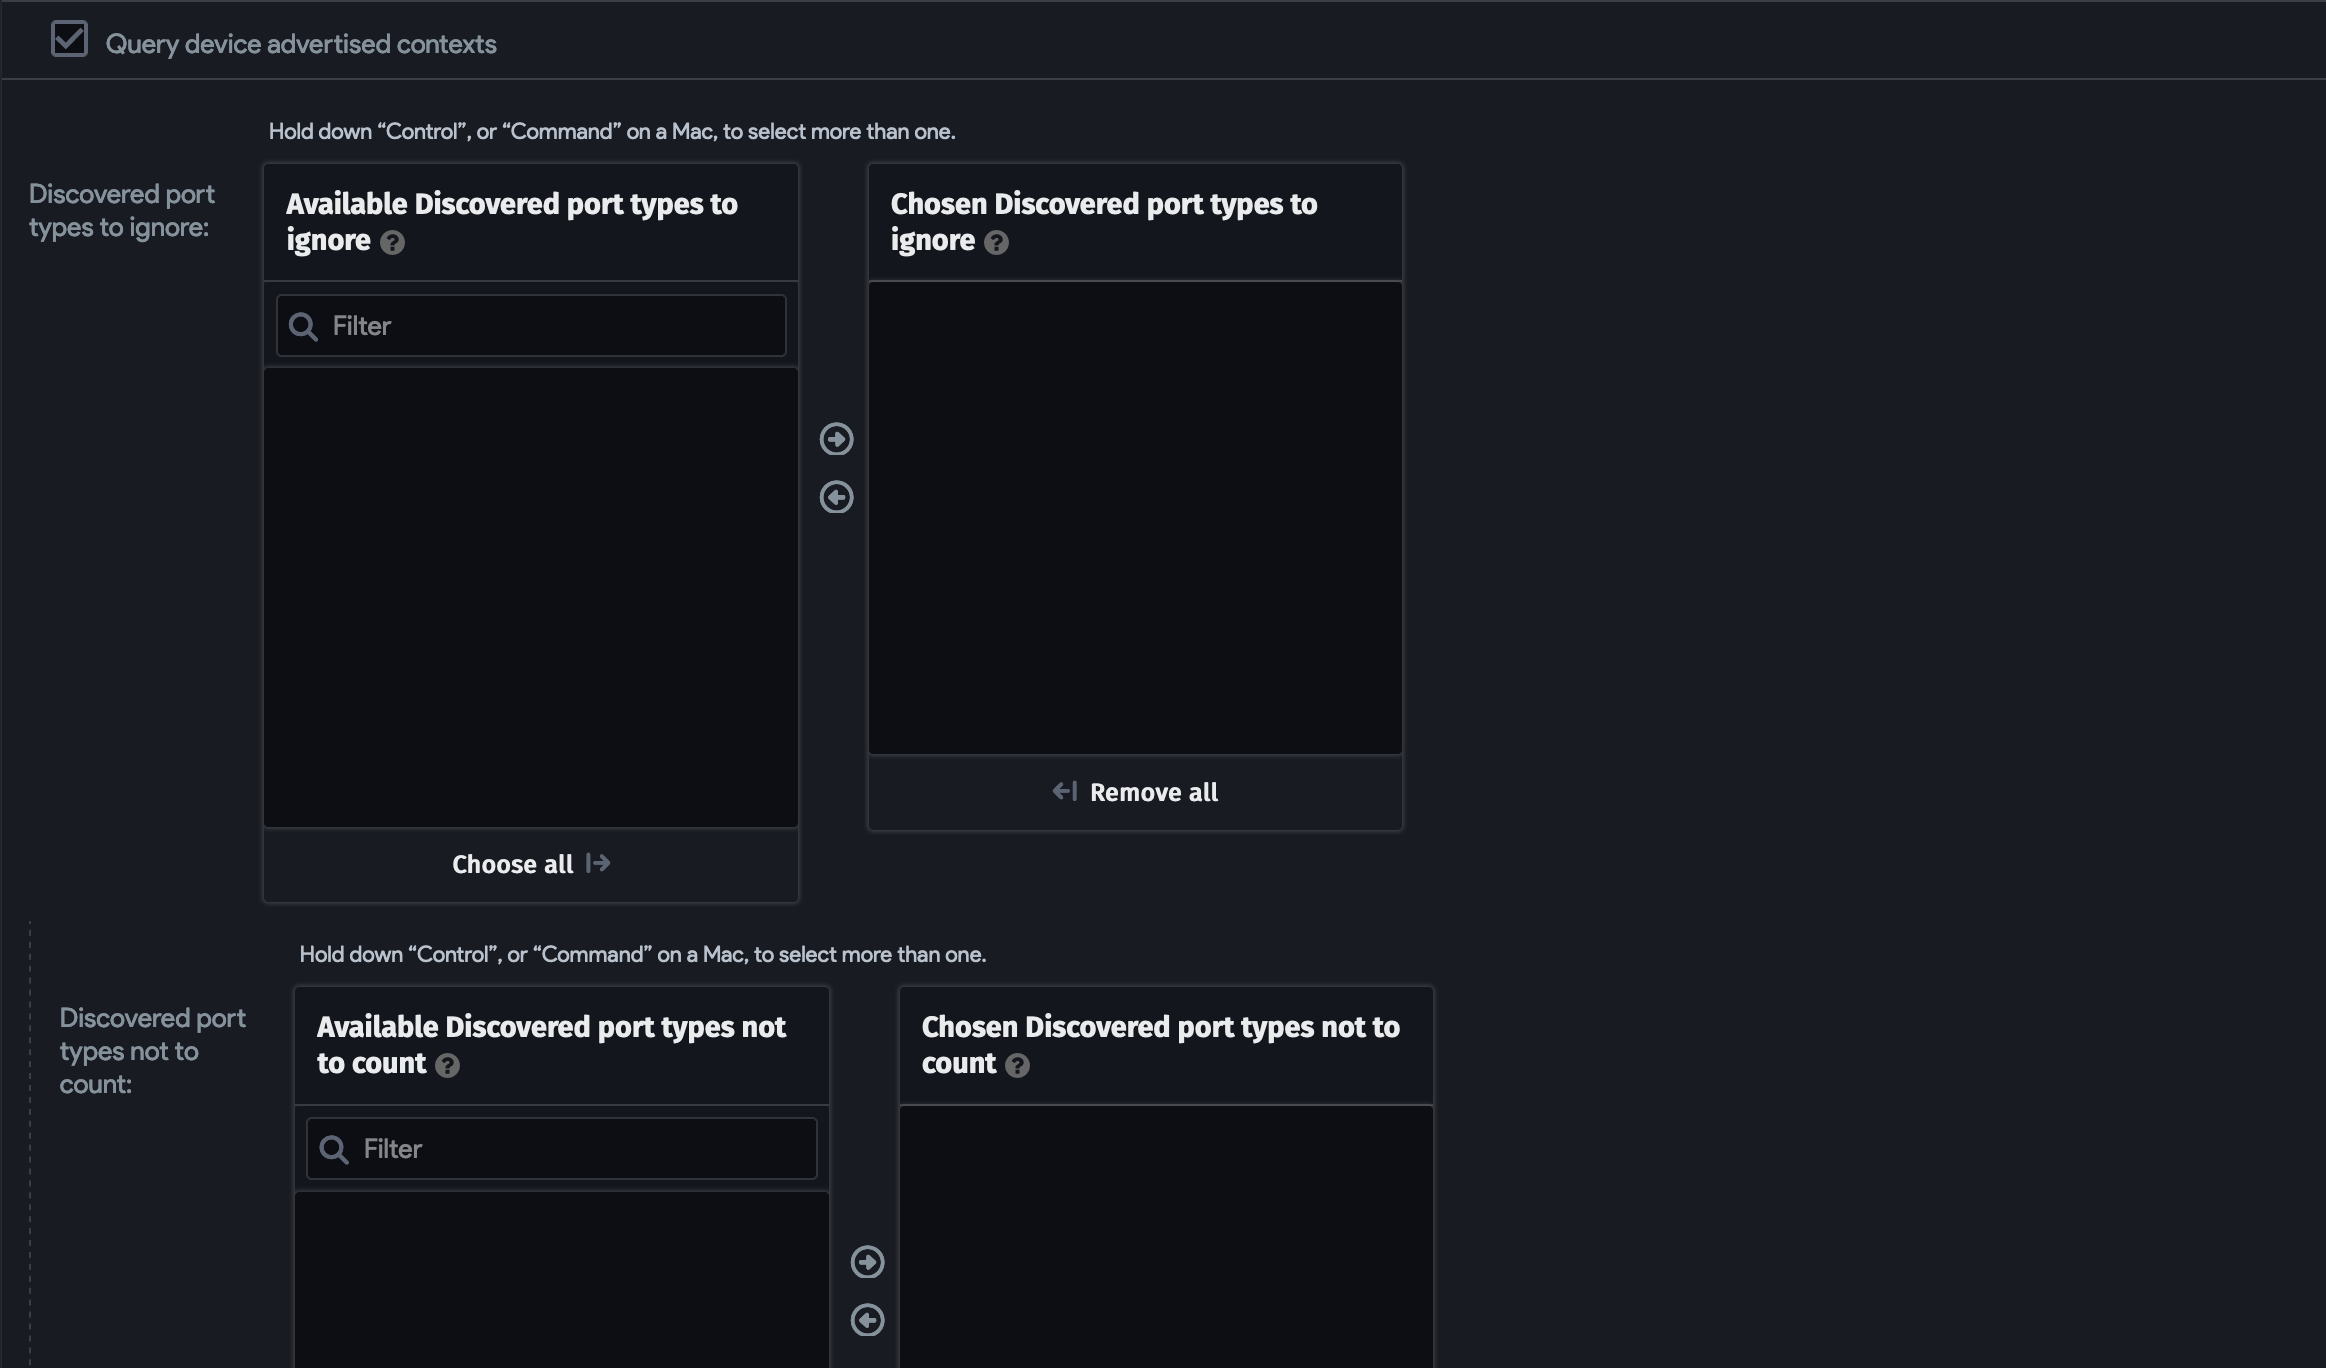 Query device advertised contexts
Hold down “Control”, or “Command” on a Mac, to select more than one.
Discovered port
types to ignore:
Available Discovered port types to
ignore ?
Filter
Choose all
Chosen Discovered port types to
ignore ?
Remove all
Hold down “Control”, or “Command” on a Mac, to select more than one.
Discovered port
types not to
count:
Available Discovered port types not
to count ?
Filter
Chosen Discovered port types not to
count ?